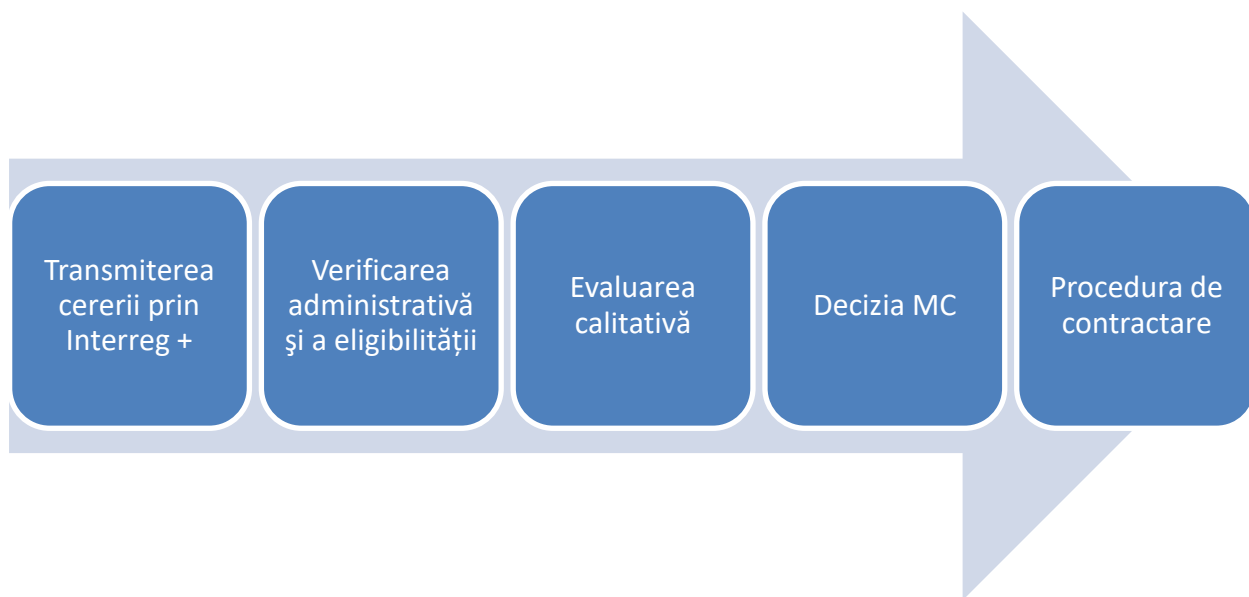 Transmiterea
cererii prin
Interreg +
Verificarea
administrativă
şi a eligibilității
Evaluarea
calitativă
Decizia MC
Procedura de
contractare